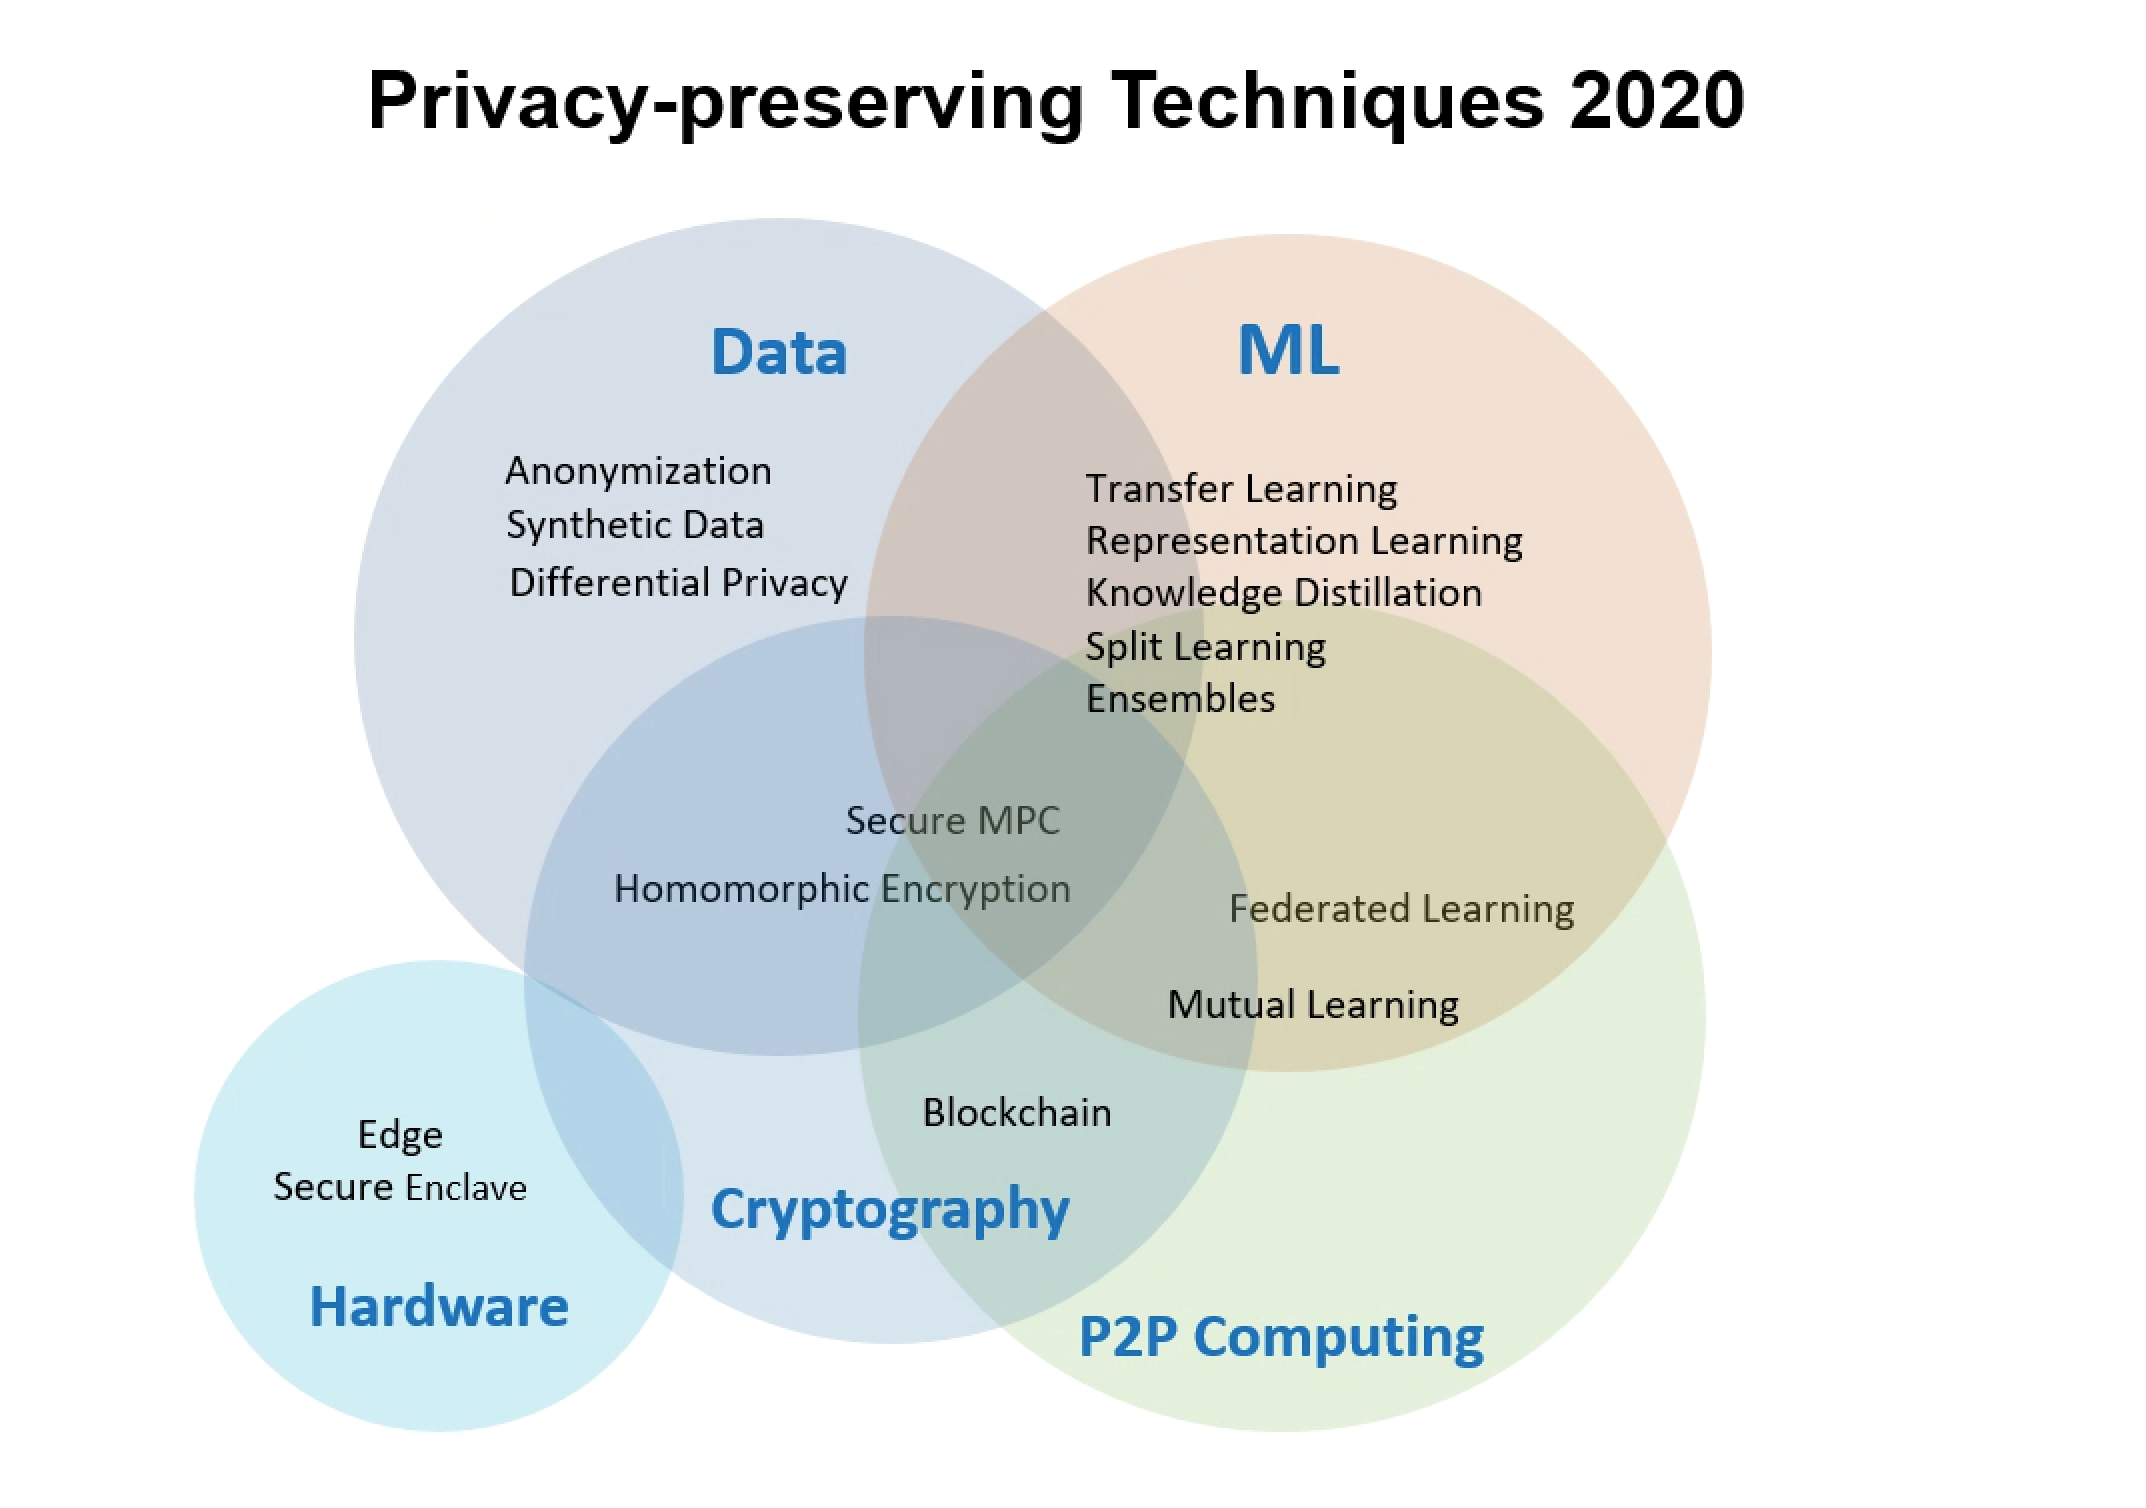 Privacy-preserving Techniques 2020
Data
ML
Anonymization
Synthetic Data
Differential Privacy
Transfer Learning
Representation Learning
Knowledge Distillation
Split Learning
Ensembles
Secure MPC
Homomorphic Encryption
Federated Learning
Mutual Learning
Blockchain
Edge
Secure Enclave
Cryptography
Hardware
P2P Computing